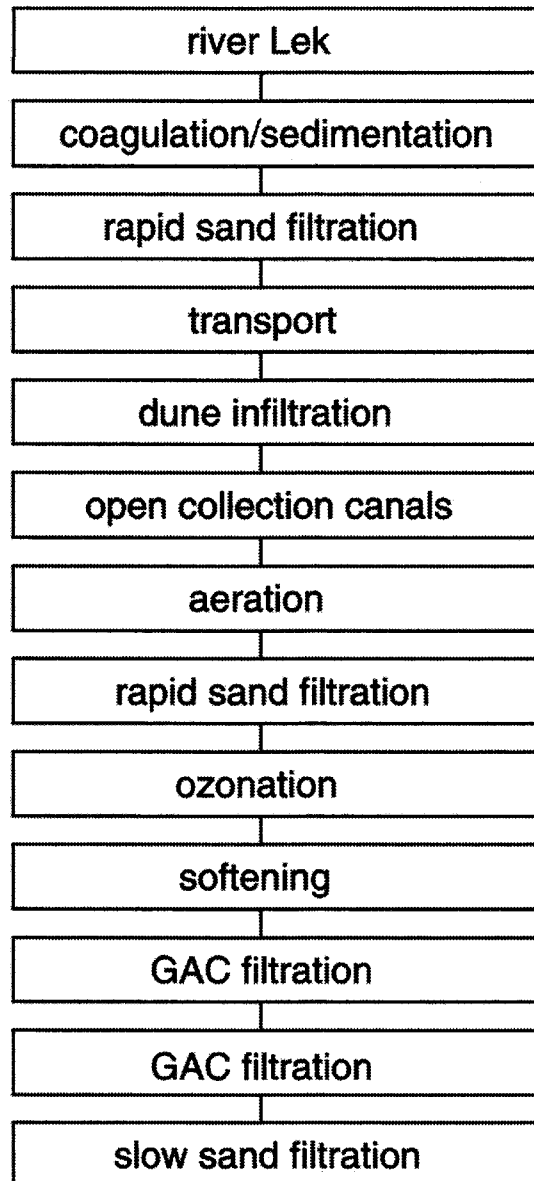 river Lek
coagulation/sedimentation
rapid sand filtration
transport
dune infiltration
open collection canals
aeration
rapid sand filtration
ozonation
softening
GAC filtration
GAC filtration
slow sand filtration